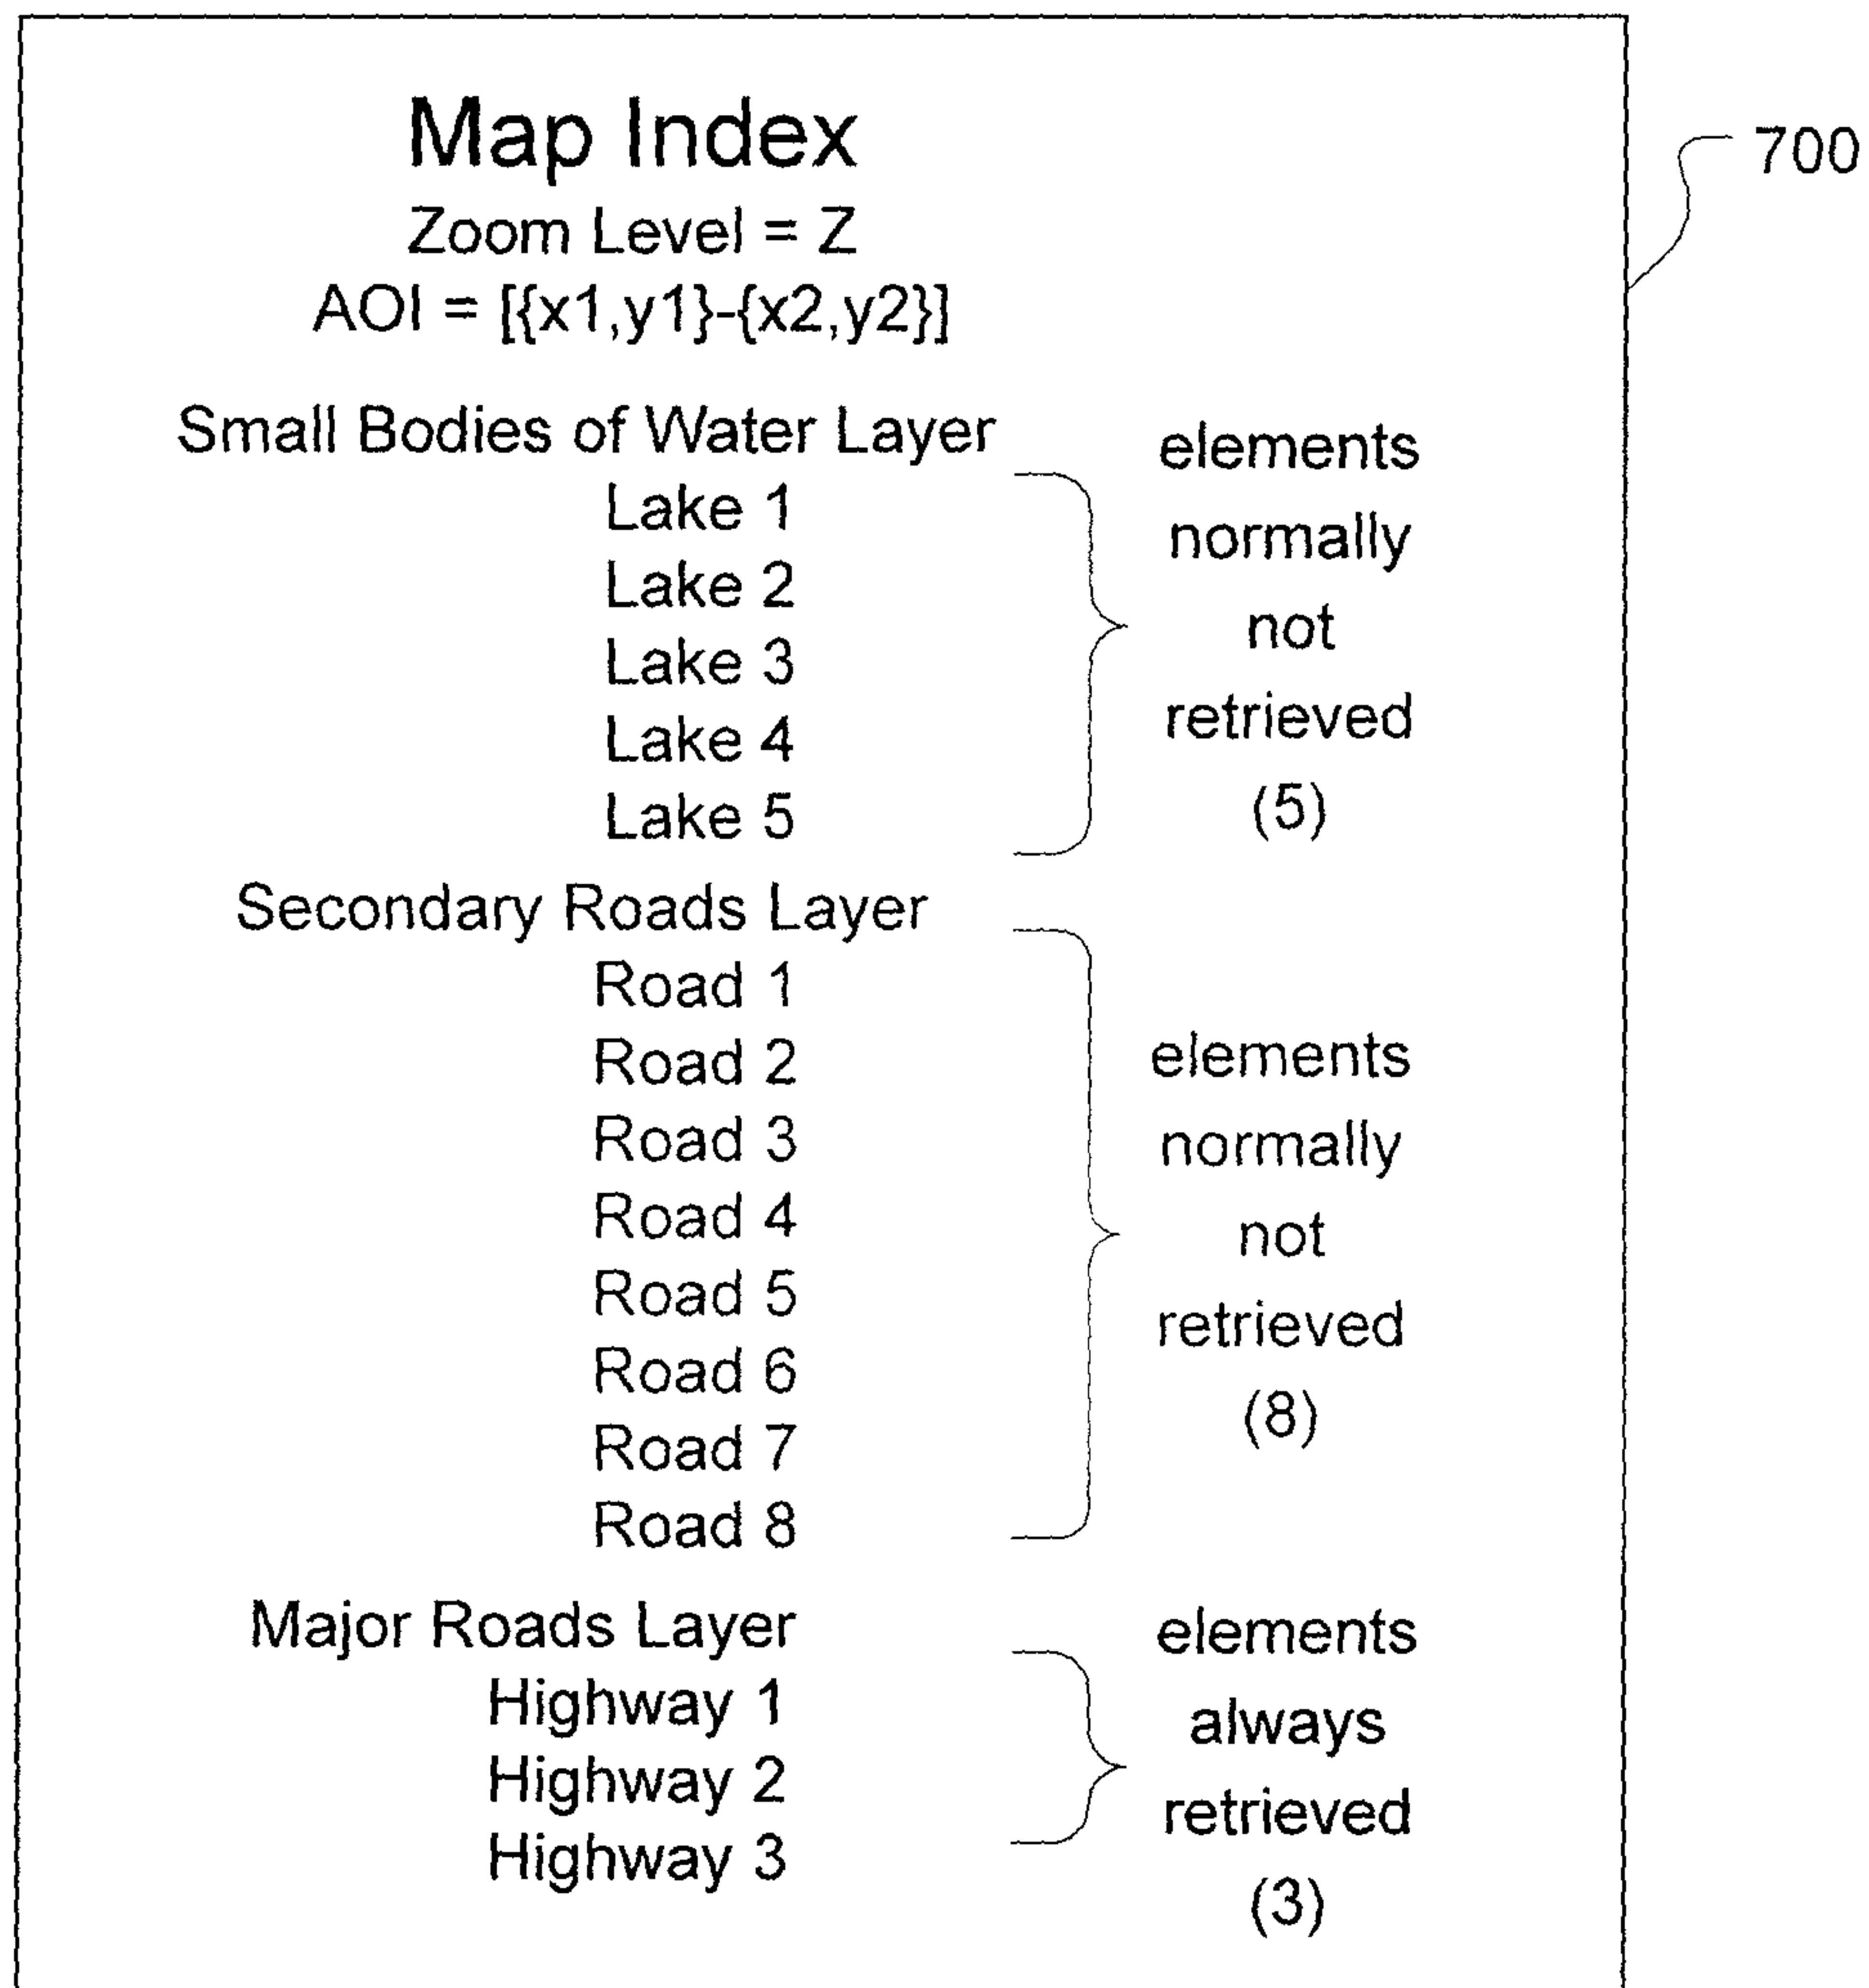 Map Index
700
Zoom Level = Z
AOI = [{x1,y1}-{x2,y2}]
Small Bodies of Water Layer
Lake 1
Lake 2
Lake 3
Lake 4
Lake 5
elements
normally
not
retrieved
(5)
Secondary Roads Layer
Road 1
Road 2
Road 3
Road 4
Road 5
Road 6
Road 7
Road 8
elements
normally
not
retrieved
(8)
Major Roads Layer
Highway 1
Highway 2
Highway 3
elements
always
retrieved
(3)